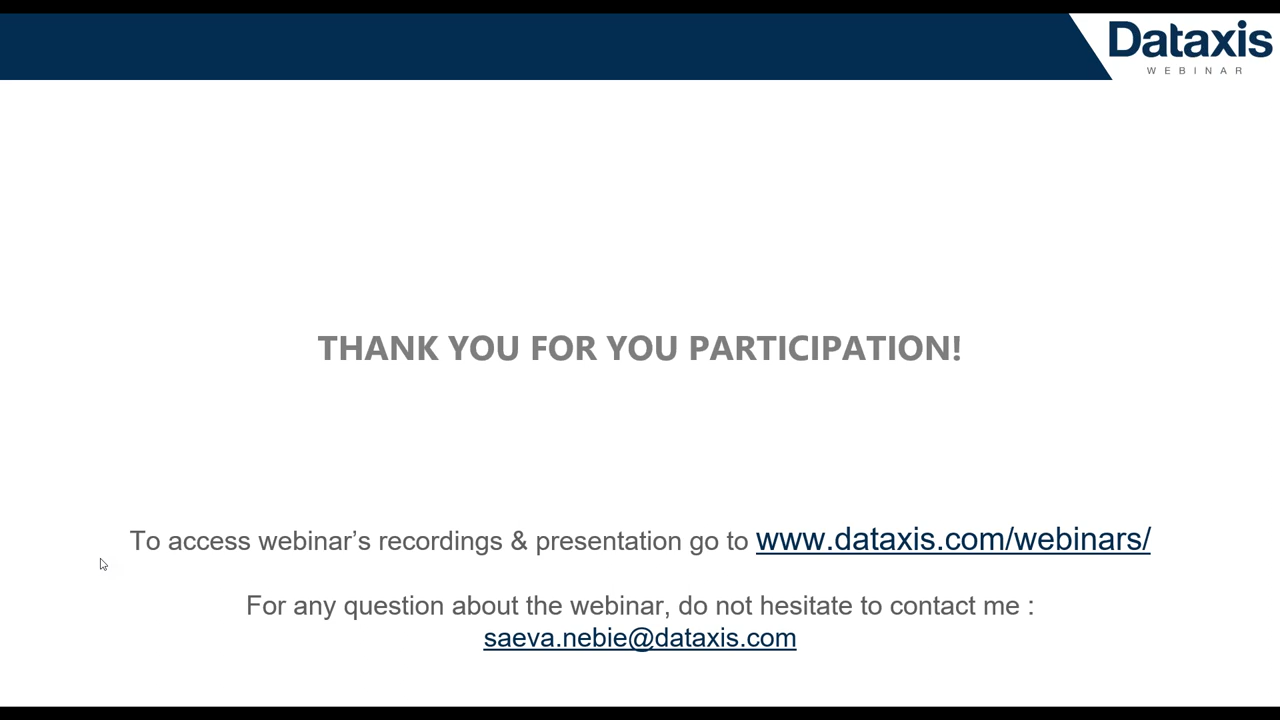 Dataxis
WEBINAR
THANK YOU FOR YOU PARTICIPATION!
To access webinar’s recordings & presentation go to www.dataxis.com/webinars/
For any question about the webinar, do not hesitate to contact me :
saeva.nebie@dataxis.com